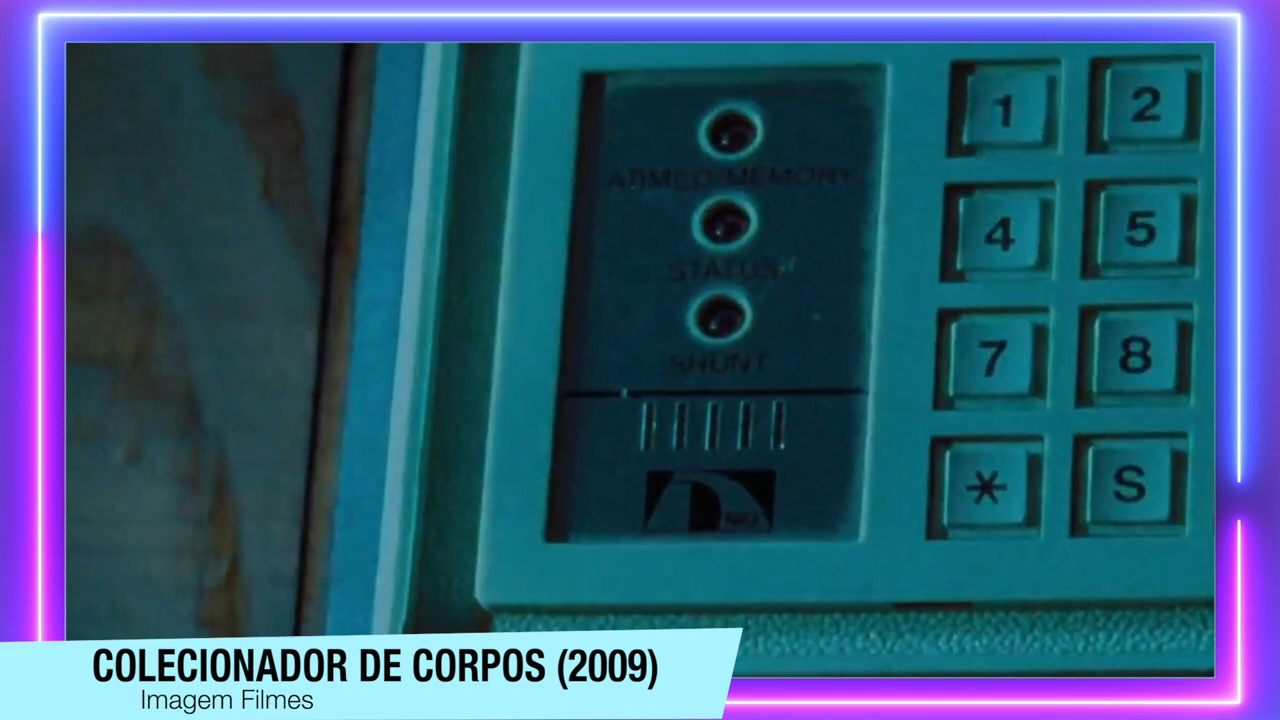 1 2
ARMED/MEMORY
4 5
STATUS
7 8
SHUNT
* S
COLECIONADOR DE CORPOS (2009)
Imagem Filmes